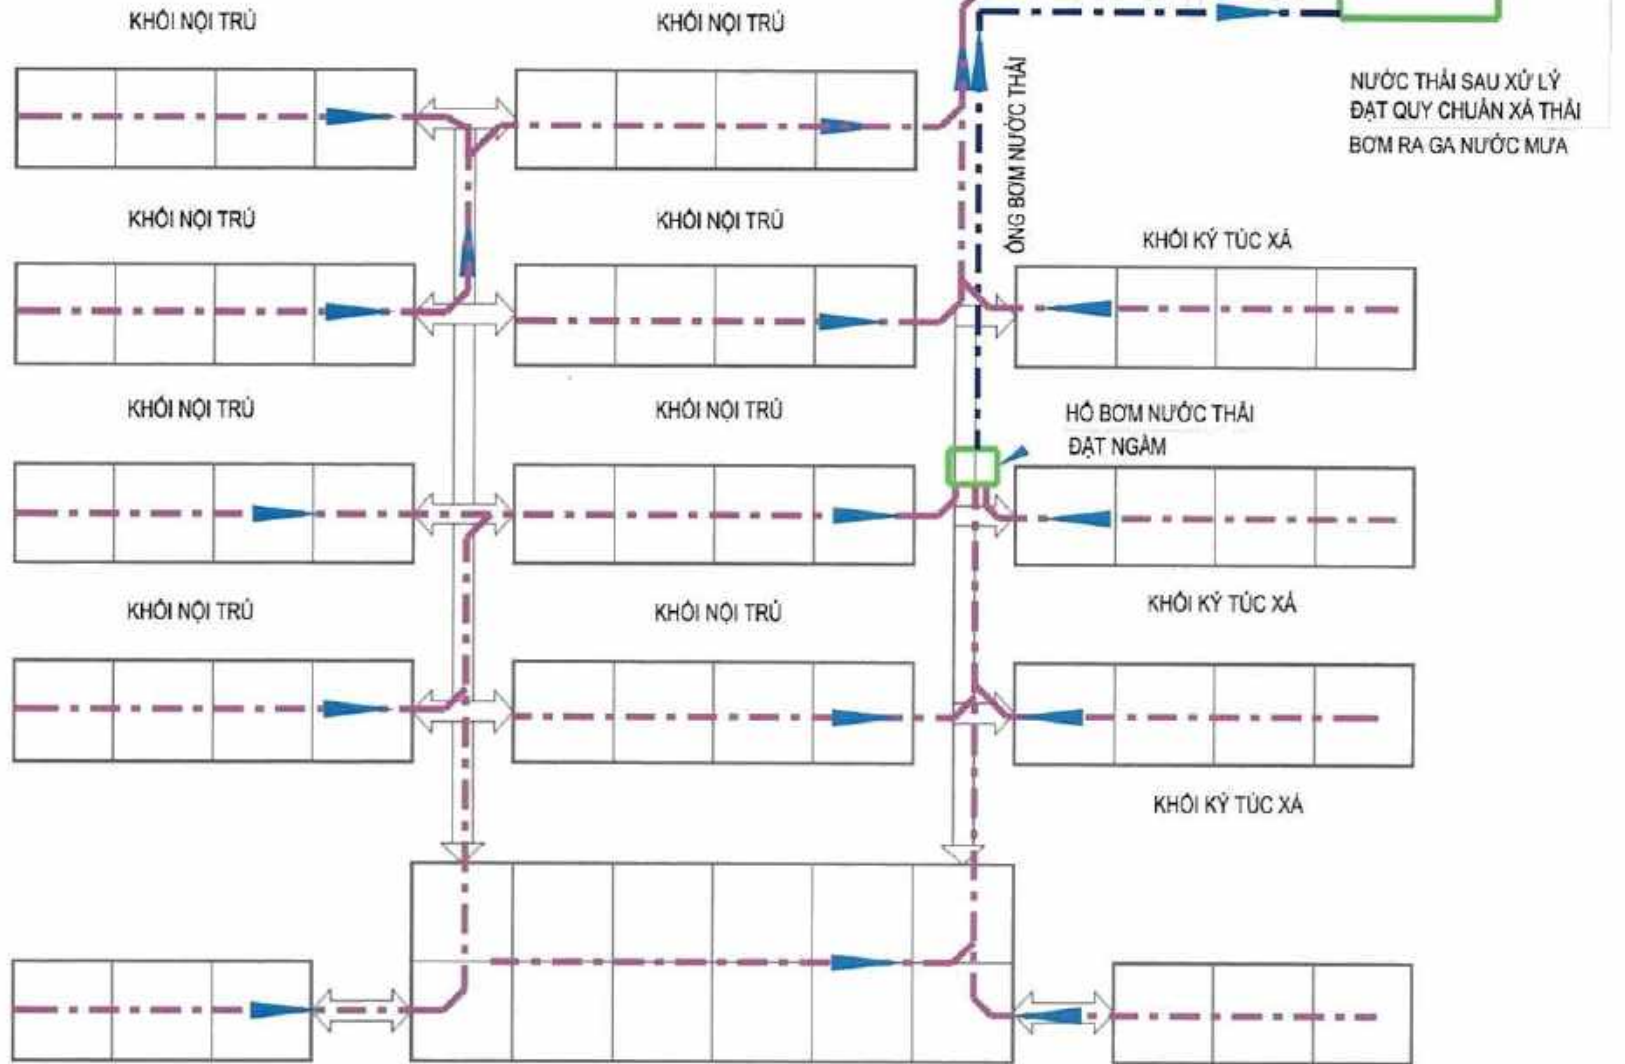 KHỐI NỘI TRÚ
KHỐI NỘI TRÚ
ỐNG BƠM NƯỚC THẢI
NƯỚC THẢI SAU XỬ LÝ
ĐẠT QUY CHUẨN XẢ THẢI
BƠM RA GA NƯỚC MƯA
KHỐI NỘI TRÚ
KHỐI NỘI TRÚ
KHỐI KÝ TÚC XÁ
KHỐI NỘI TRÚ
KHỐI NỘI TRÚ
HỐ BƠM NƯỚC THẢI
ĐẶT NGẦM
KHỐI NỘI TRÚ
KHỐI NỘI TRÚ
KHỐI KÝ TÚC XÁ
KHỐI KÝ TÚC XÁ